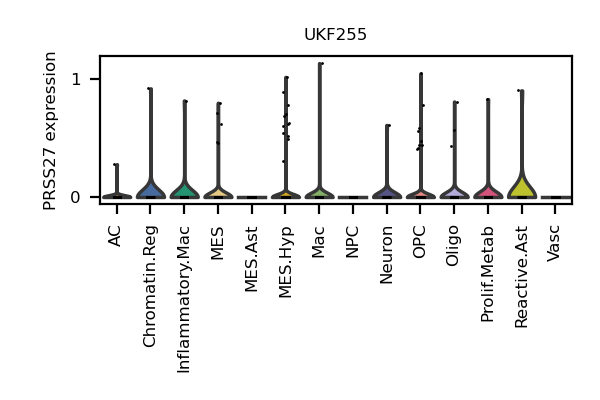 UKF255
PRSS27 expression
1
0
AC
Chromatin.Reg
Inflammatory.Mac
MES
MES.Ast
MES.Hyp
Mac
NPC
Neuron
OPC
Oligo
Prolif.Metab
Reactive.Ast
Vasc